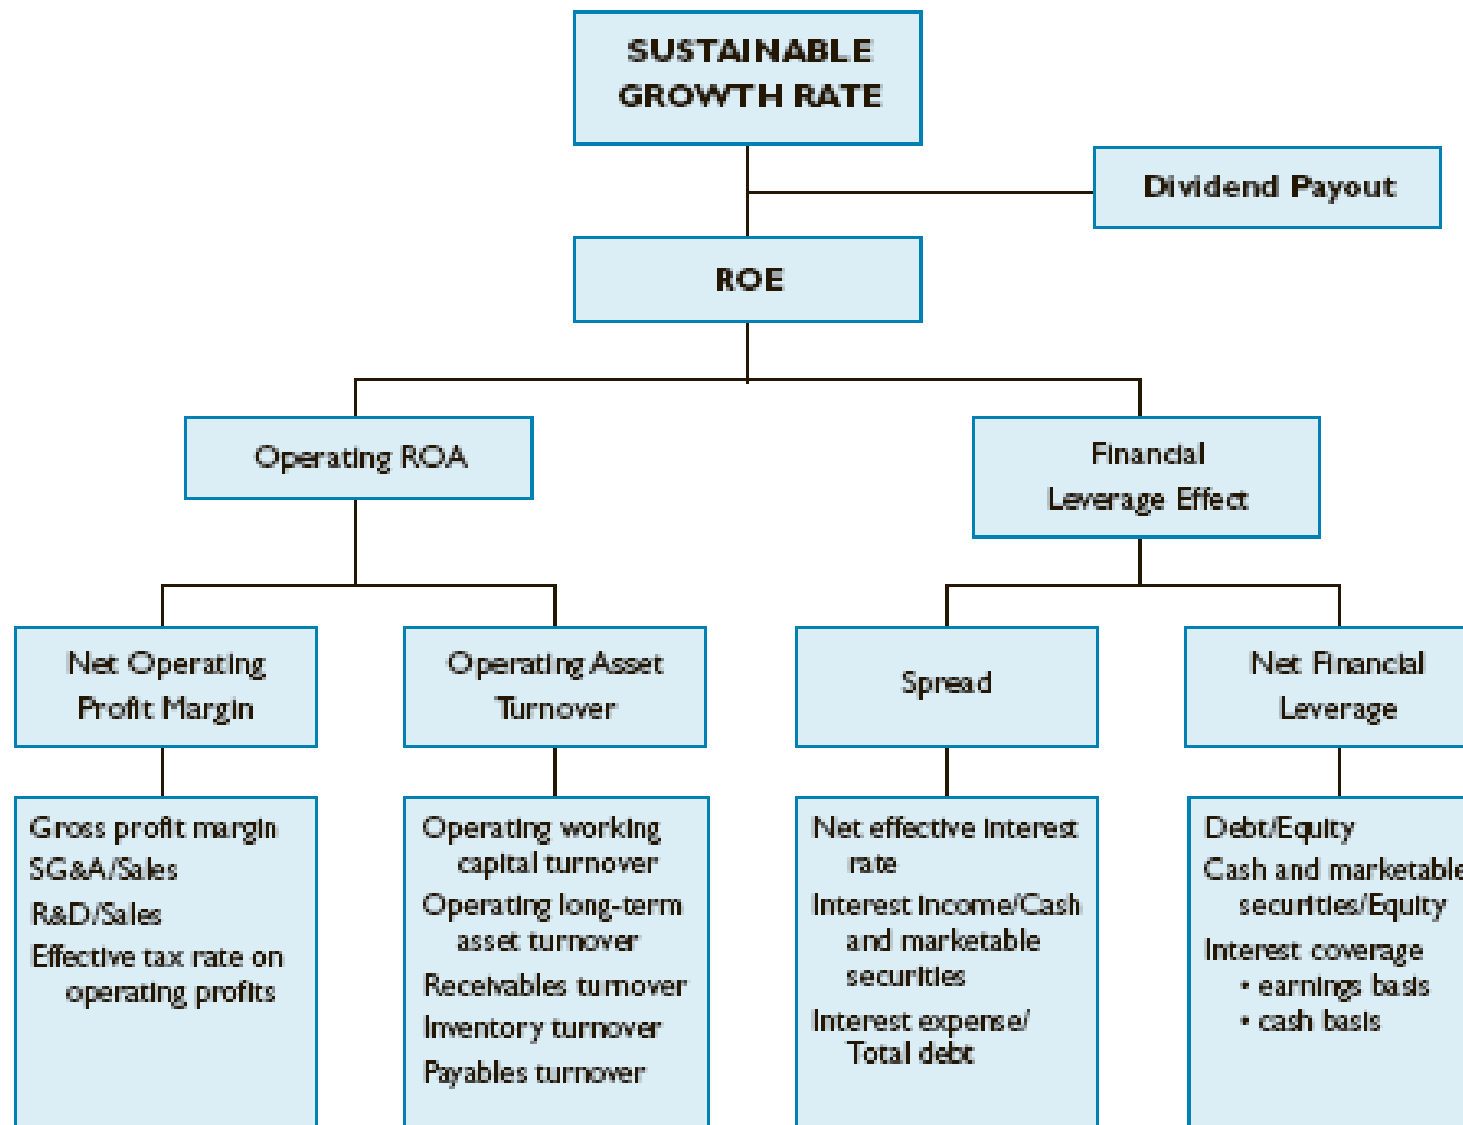 SUSTAINABLE
GROWTH RATE
Dividend Payout
ROE
Operating ROA
Financial
Leverage Effect
Net Operating
Profit Margin
Operating Asset
Turnover
Spread
Net Financial
Leverage
Gross profit margin
SG&A/Sales
R&D/Sales
Effective tax rate on
operating profits
Operating working
capital turnover
Operating long-term
asset turnover
Receivables turnover
Inventory turnover
Payables turnover
Net effective interest
rate
Interest income/Cash
and marketable
securities
Interest expense/
Total debt
Debt/Equity
Cash and marketable
securities/Equity
Interest coverage
• earnings basis
• cash basis